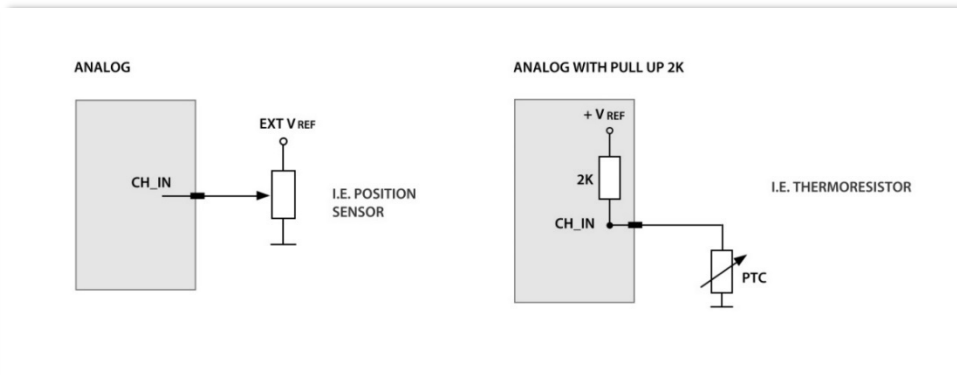 ANALOG
EXT V REF
CH_IN
I.E. POSITION
SENSOR
ANALOG WITH PULL UP 2K
+ V REF
2K
CH_IN
I.E. THERMORESISTOR
PTC